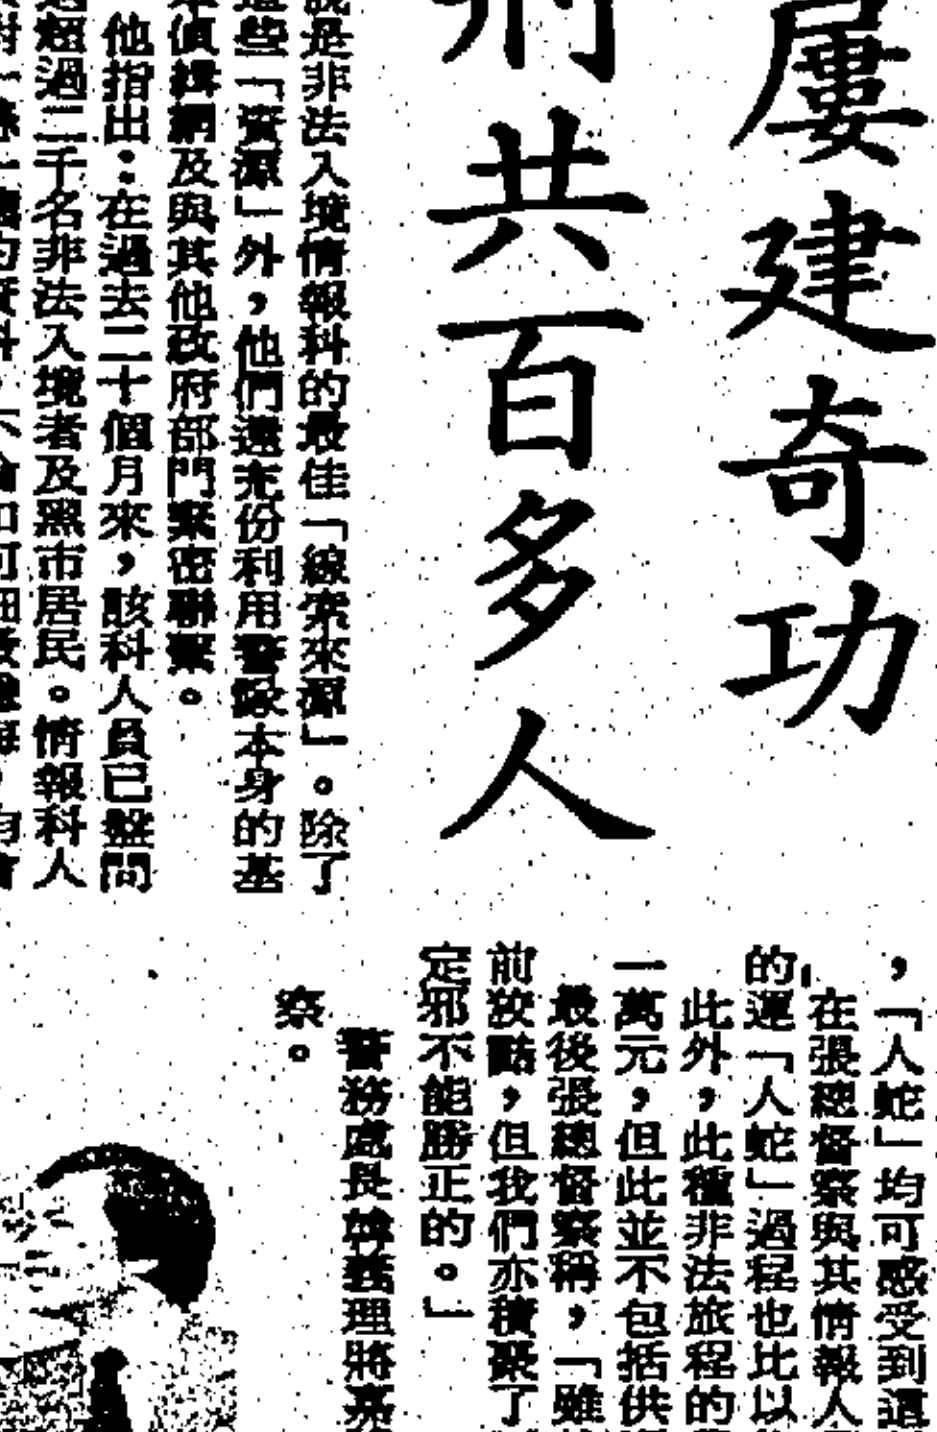 屢建奇功
共百多人
是非法入境情報科的最佳「線索來源」。除了
這些「資源」外，他們還充份利用警隊本身的基
偵緝網及與其他政府部門緊密聯繫。
他指出：在過去二十個月來，該科人員已盤問
超過二千名非法入境者及黑市居民。情報科人
，「人蛇」均可感受到這
在張總督察與其情報人
的運「人蛇」過程也比以
此外，此種非法旅程的
一萬元，但此並不包括供
最後張總督察稱，「雖
前狡黠，但我們亦積聚了
定邪不能勝正的。」
警務處長韓義理將
察。